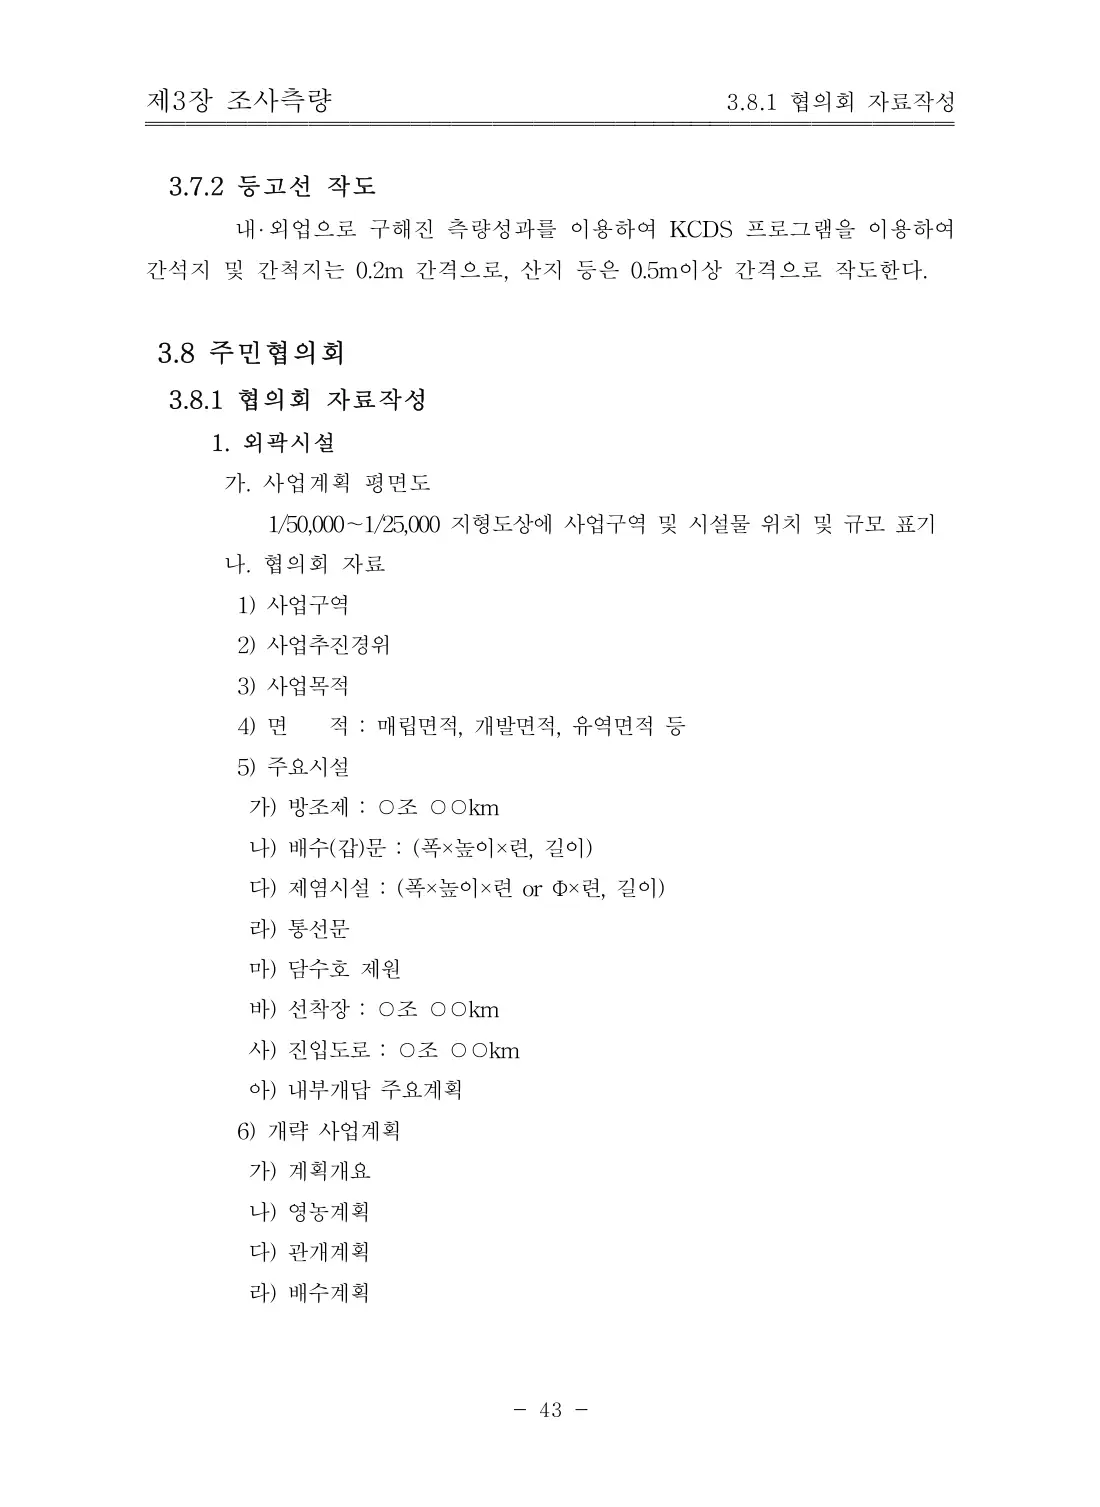 제3장 조사측량
3.8.1 협의회 자료작성
3.7.2 등고선 작도
내·외업으로 구해진 측량성과를 이용하여 KCDS 프로그램을 이용하여
간석지 및 간척지는 0.2m 간격으로, 산지 등은 0.5m이상 간격으로 작도한다.
3.8 주민협의회
3.8.1 협의회 자료작성
1. 외곽시설
가. 사업계획 평면도
1/50,000∼1/25,000 지형도상에 사업구역 및 시설물 위치 및 규모 표기
나. 협의회 자료
1) 사업구역
2) 사업추진경위
3) 사업목적
4) 면 적 : 매립면적, 개발면적, 유역면적 등
5) 주요시설
가) 방조제 : ○조 ○○km
나) 배수(갑)문 : (폭×높이×련, 길이)
다) 제염시설 : (폭×높이×련 or Φ×련, 길이)
라) 통선문
마) 담수호 제원
바) 선착장 : ○조 ○○km
사) 진입도로 : ○조 ○○km
아) 내부개답 주요계획
6) 개략 사업계획
가) 계획개요
나) 영농계획
다) 관개계획
라) 배수계획
- 43 -